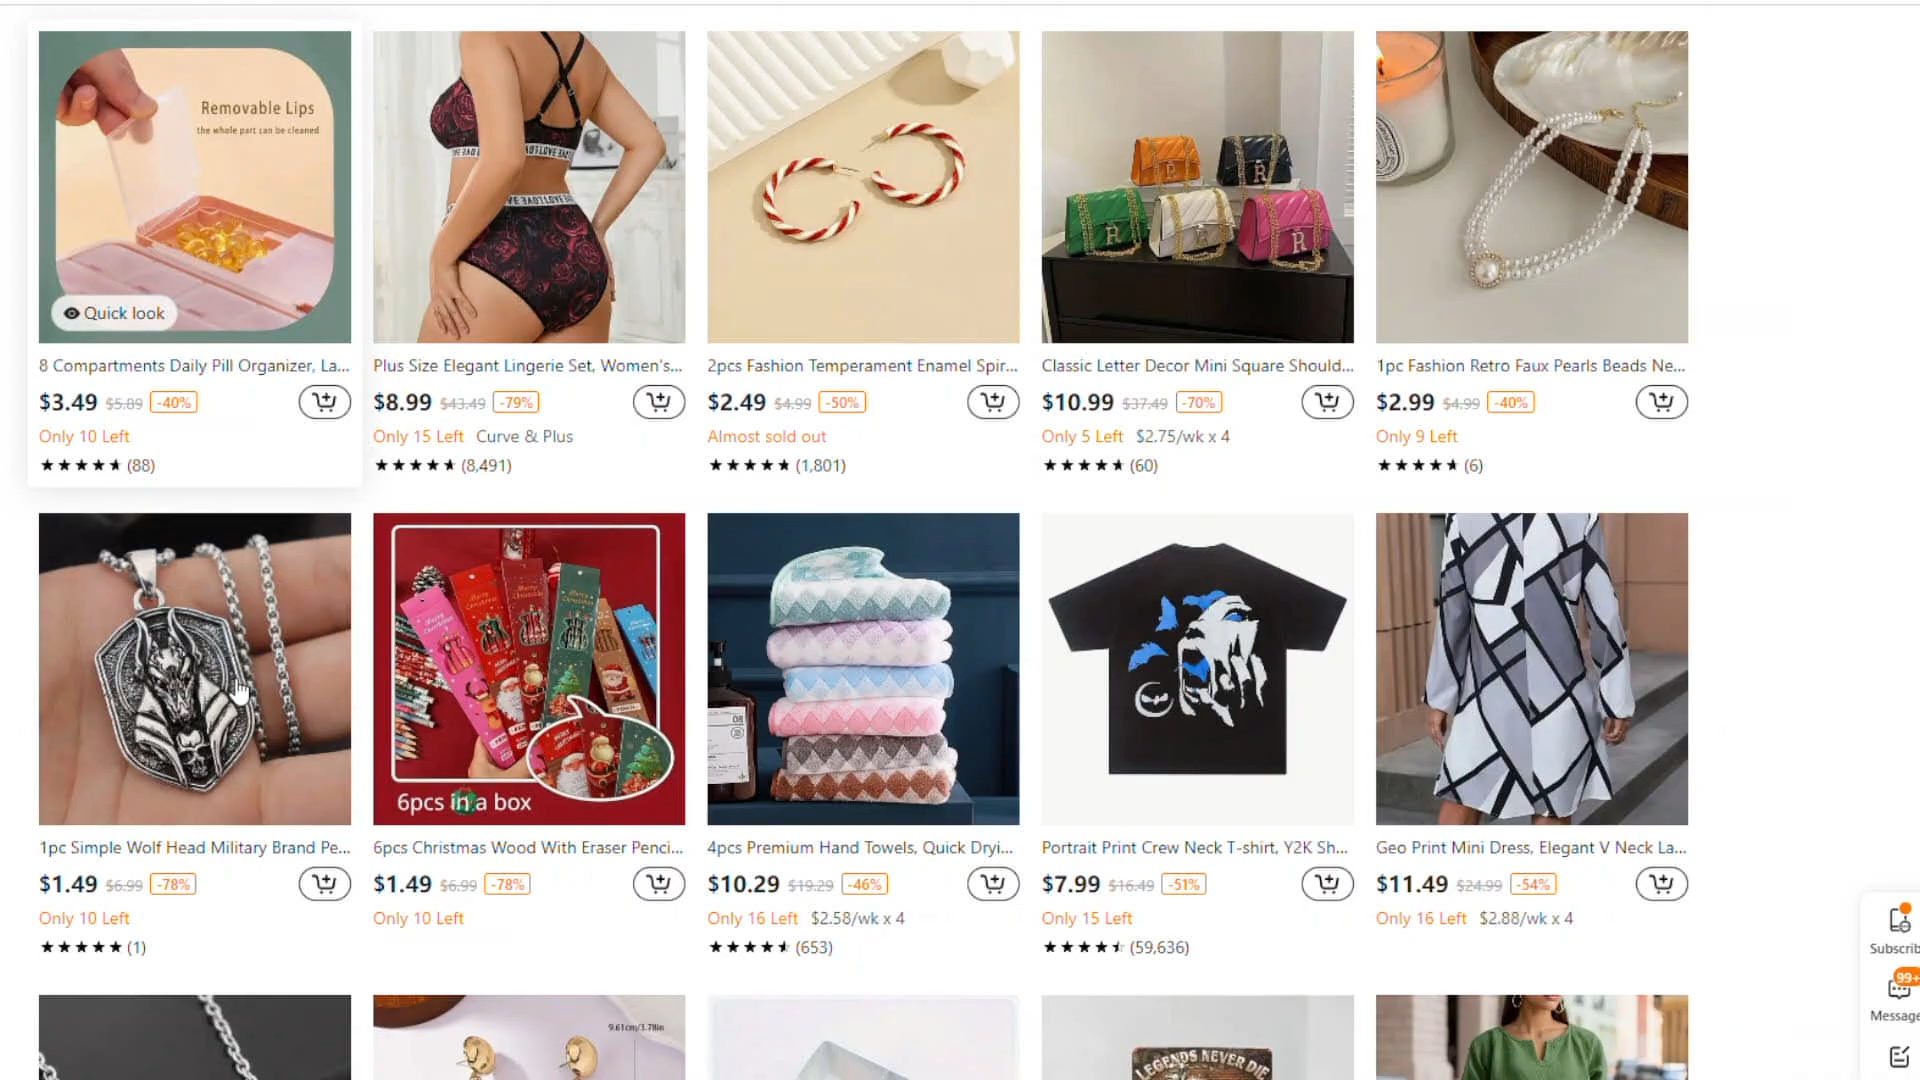 Removable Lips
the whole part can be cleaned
Quick look
8 Compartments Daily Pill Organizer, La...
$3.49 $5.89 -40%
Only 10 Left
(88)
Plus Size Elegant Lingerie Set, Women's...
$8.99 $43.49 -79%
Only 15 Left Curve & Plus
(8,491)
2pcs Fashion Temperament Enamel Spir...
$2.49 $4.99 -50%
Almost sold out
(1,801)
R
R
R
Classic Letter Decor Mini Square Should...
$10.99 $37.49 -70%
Only 5 Left $2.75/wk x 4
(60)
1pc Fashion Retro Faux Pearls Beads Ne...
$2.99 $4.99 -40%
Only 9 Left
(6)
1pc Simple Wolf Head Military Brand Pe...
$1.49 $6.99 -78%
Only 10 Left
(1)
Merry Christmas
6pcs in a box
6pcs Christmas Wood With Eraser Penci...
$1.49 $6.99 -78%
Only 10 Left
08
4pcs Premium Hand Towels, Quick Dryi...
$10.29 $19.29 -46%
Only 16 Left $2.58/wk x 4
(653)
Portrait Print Crew Neck T-shirt, Y2K Sh...
$7.99 $16.49 -51%
Only 15 Left
(59,636)
Geo Print Mini Dress, Elegant V Neck La...
$11.49 $24.99 -54%
Only 16 Left $2.88/wk x 4
Subscrib
99+
Message
9.61cm/3.78in
LEGENDS NEVER DIE